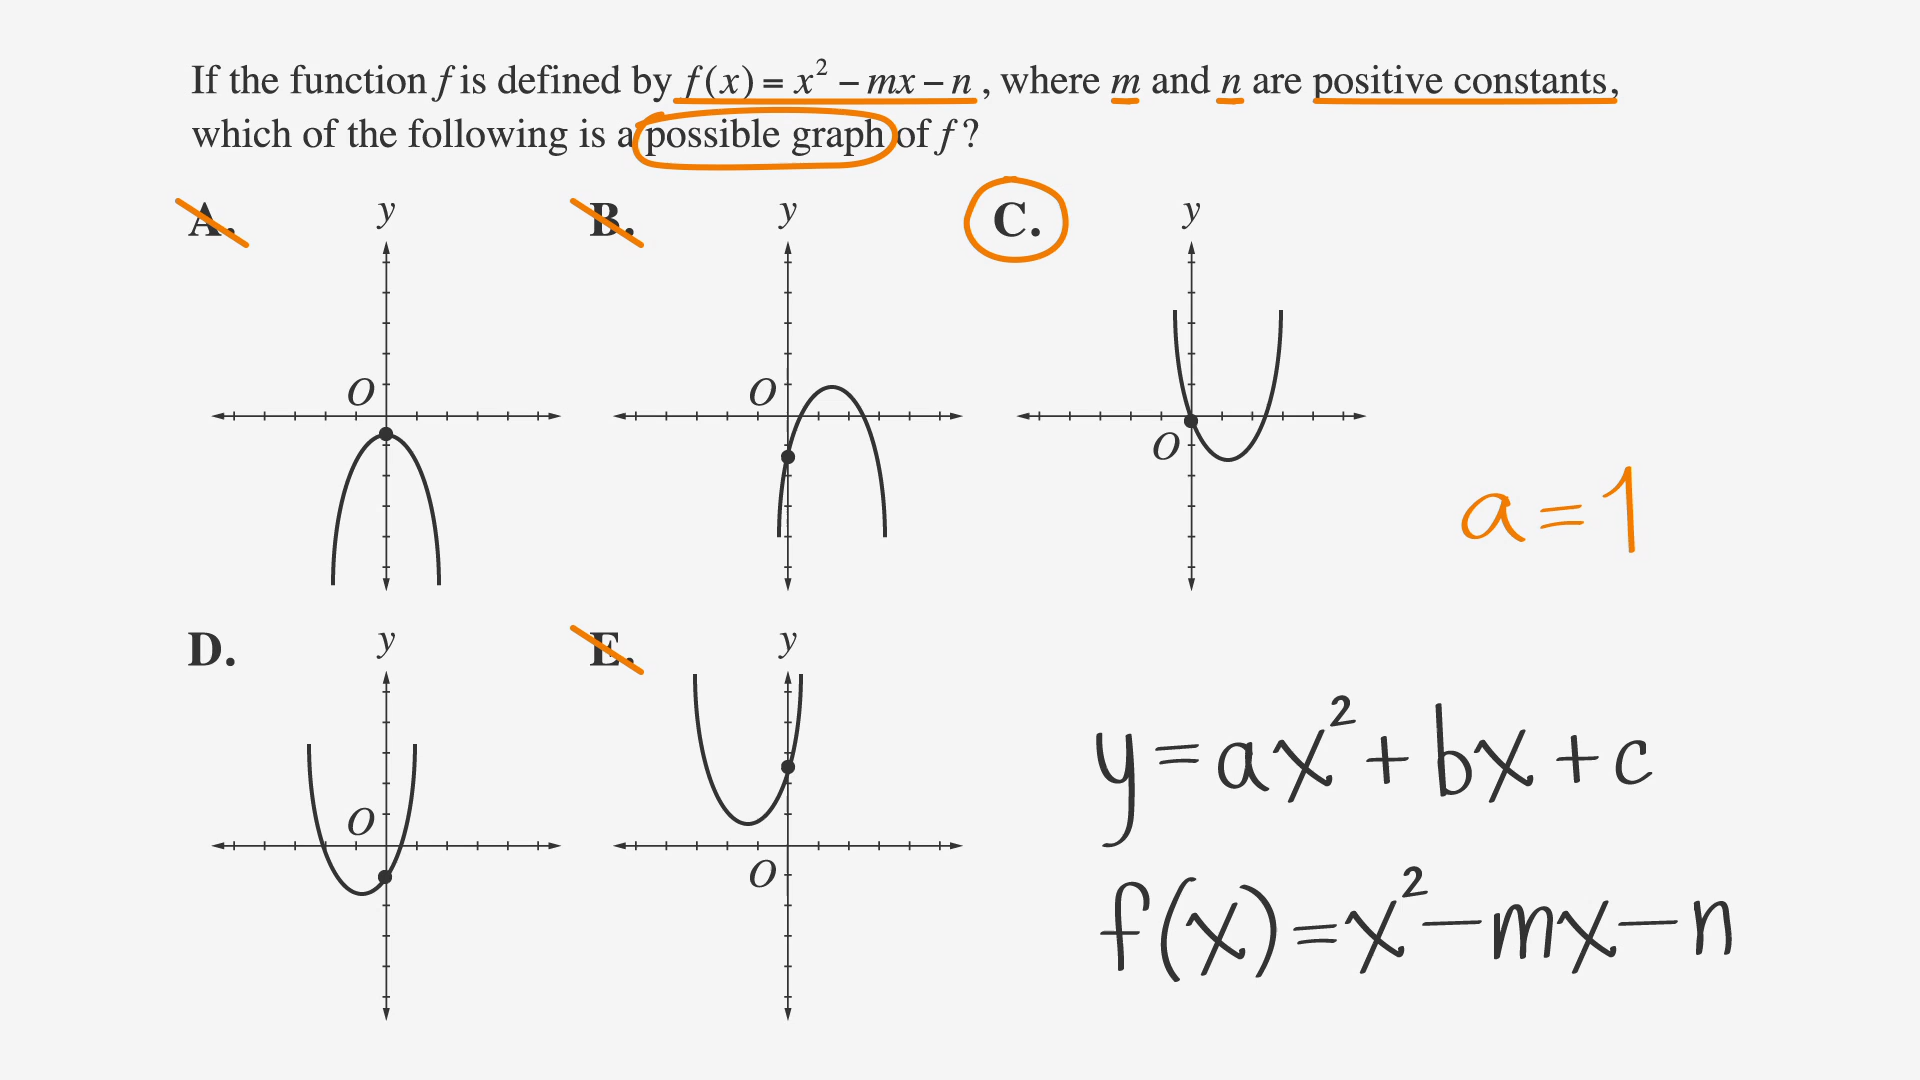 If the function f is defined by f(x) = x² − mx − n, where m and n are positive constants,
which of the following is a possible graph of f?
A.
y
O
B.
y
O
C.
y
O
a=1
D.
y
O
E.
y
O
y=ax²+bx+c
f(x)=x²−mx−n